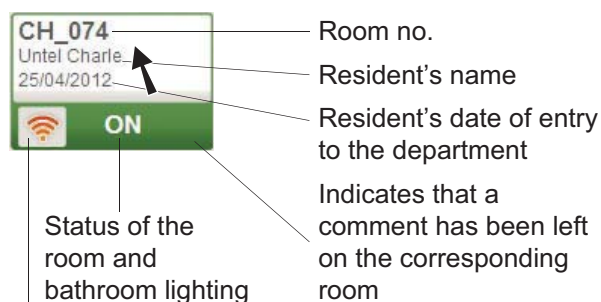 CH_074
Untel Charle
25/04/2012
ON
Room no.
Resident's name
Resident's date of entry
to the department
Indicates that a
comment has been left
on the corresponding
room
Status of the
room and
bathroom lighting